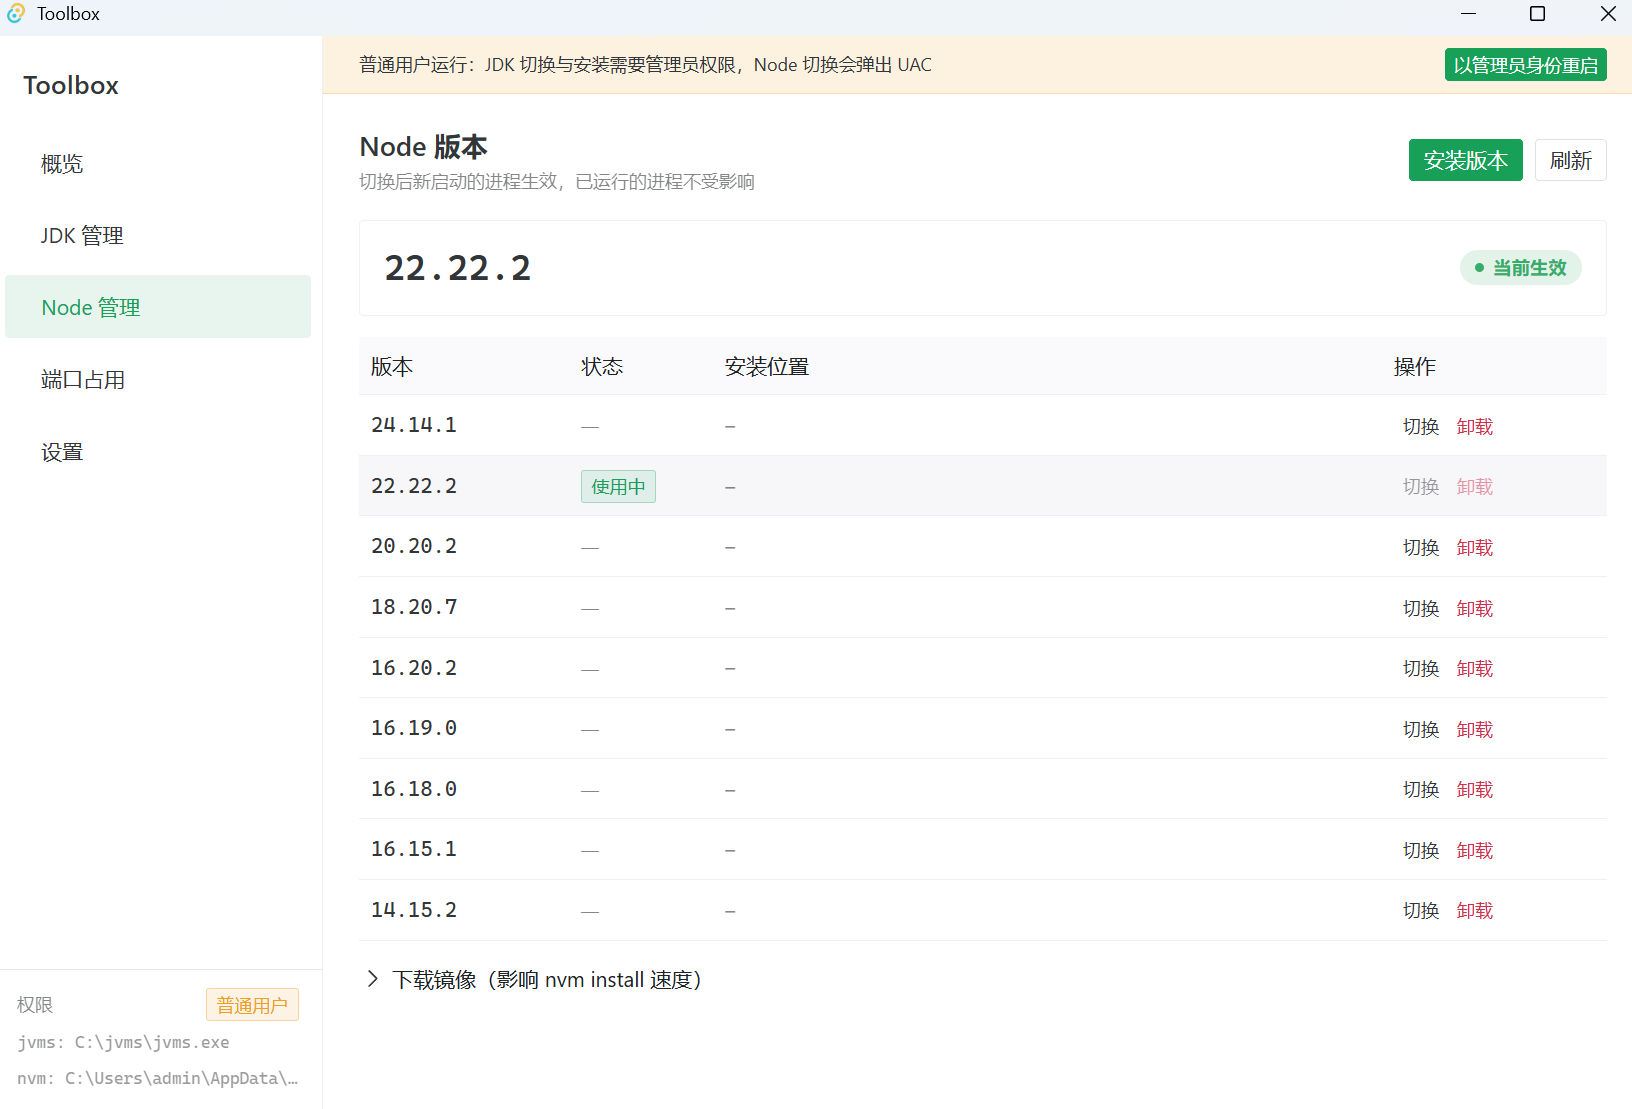 Toolbox
Toolbox
概览
JDK 管理
Node 管理
端口占用
设置
权限 普通用户
jvms: C:\jvms\jvms.exe
nvm: C:\Users\admin\AppData\…
普通用户运行：JDK 切换与安装需要管理员权限，Node 切换会弹出 UAC 以管理员身份重启
Node 版本
切换后新启动的进程生效，已运行的进程不受影响
安装版本 刷新
22.22.2 当前生效
版本 状态 安装位置 操作
24.14.1 — – 切换 卸载
22.22.2 使用中 – 切换 卸载
20.20.2 — – 切换 卸载
18.20.7 — – 切换 卸载
16.20.2 — – 切换 卸载
16.19.0 — – 切换 卸载
16.18.0 — – 切换 卸载
16.15.1 — – 切换 卸载
14.15.2 — – 切换 卸载
下载镜像（影响 nvm install 速度）